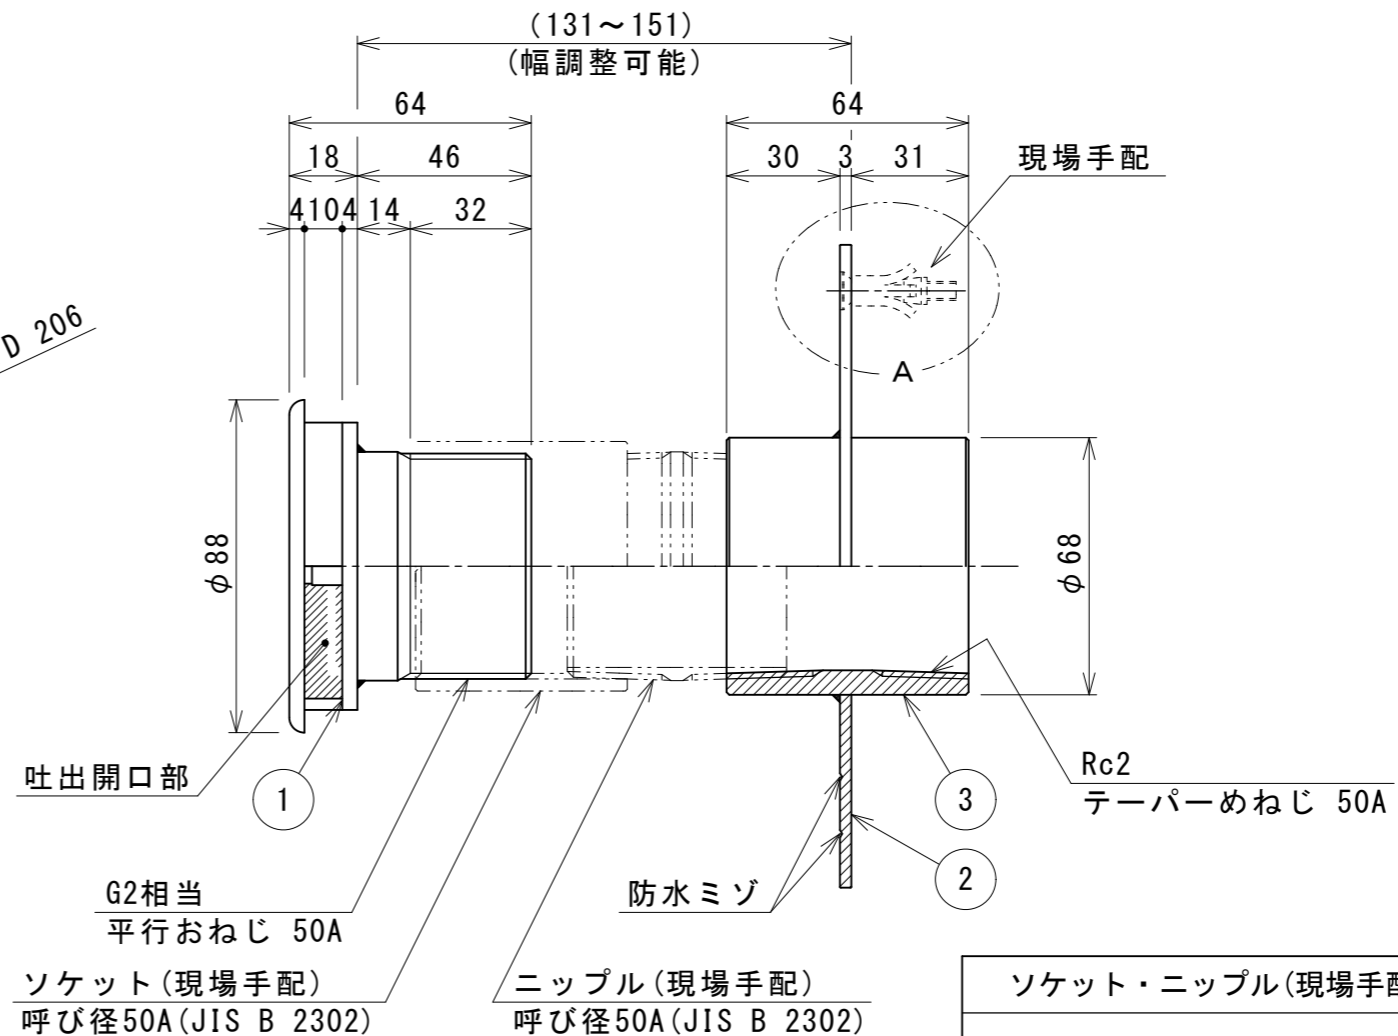 (131～151)
(幅調整可能)
64
64
18
46
30
3
31
現場手配
4
10
4
14
32
D 206
A
φ88
φ68
吐出開口部
1
3
Rc2
テーパーめねじ 50A
G2相当
平行おねじ 50A
防水ミゾ
2
ソケット(現場手配)
呼び径50A(JIS B 2302)
ニップル(現場手配)
呼び径50A(JIS B 2302)
ソケット・ニップル(現場手配